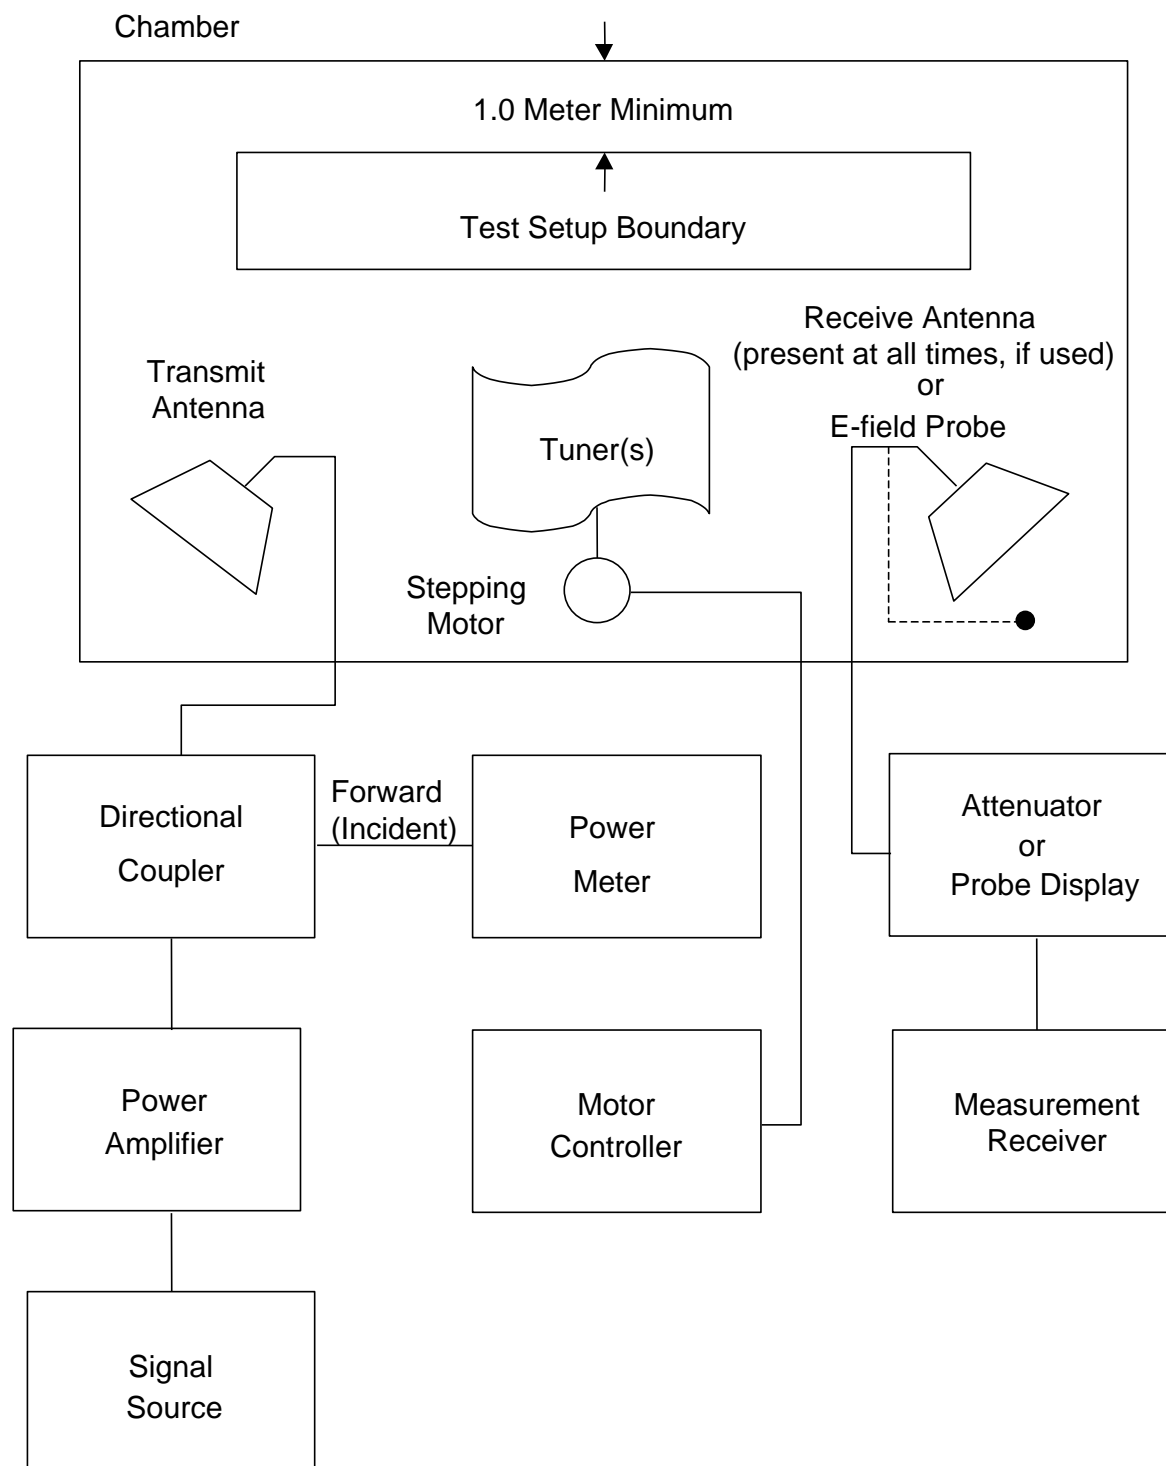 Chamber
1.0 Meter Minimum
Test Setup Boundary
Receive Antenna
(present at all times, if used)
or
E-field Probe
Transmit
Antenna
Tuner(s)
Stepping
Motor
Directional
Coupler
Forward
(Incident)
Power
Meter
Attenuator
or
Probe Display
Power
Amplifier
Motor
Controller
Measurement
Receiver
Signal
Source